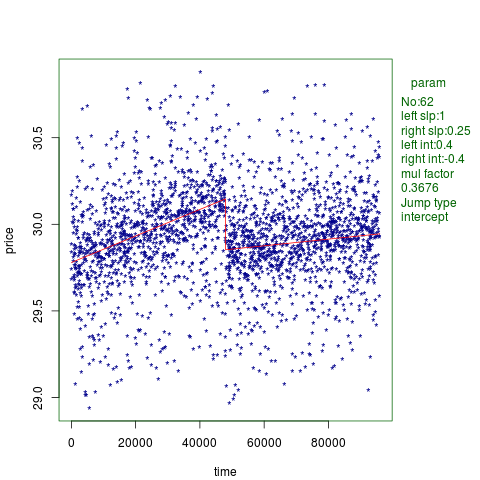 param
No:62
left slp:1
right slp:0.25
left int:0.4
right int:-0.4
mul factor
0.3676
Jump type
intercept
price
30.5
30.0
29.5
29.0
0 20000 40000 60000 80000
time